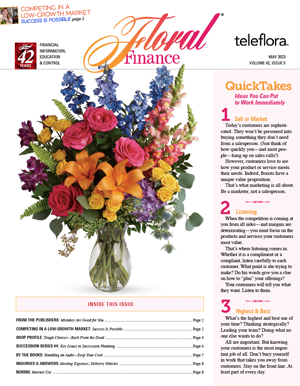 COMPETING IN A
LOW-GROWTH MARKET
SUCCESS IS POSSIBLE page 2
Floral
Finance
teleflora.
42
YEARS
FINANCIAL
INFORMATION,
EDUCATION
& CONTROL
MAY 2023
VOLUME 42, ISSUE 5
QuickTakes
Ideas You Can Put
to Work Immediately
1 Sell or Market
Today's customers are sophisti-
cated. They won't be pressured into
buying something they don't need
from a salesperson. (Just think of
how quickly you—and most peo-
ple—hang up on sales calls!)
However, customers love to see
how your product or service meets
their needs. Indeed, florists have a
unique value proposition.
That's what marketing is all about.
Be a marketer, not a salesperson.
2 Listening
When the competition is coming at
you from all sides—and margins are
deteriorating—you must focus on the
products and services your customers
most value.
That's where listening comes in.
Whether it is a compliment or a
complaint, listen carefully to each
customer. What point is she trying to
make? Do his words give you a clue
on how to "plus" your offerings?
Your customers will tell you what
they want. Listen to them.
3 Highest & Best
What's the highest and best use of
your time? Thinking strategically?
Leading your team? Doing what no
one else wants to do?
All are important. But knowing
your customers is the most impor-
tant job of all. Don't bury yourself
in work that takes you away from
customers. Stay on the front line. At
least part of every day.
INSIDE THIS ISSUE
FROM THE PUBLISHERS: Mistakes Are Good for You Page 2
COMPETING IN A LOW-GROWTH MARKET: Success Is Possible Page 2
SHOP PROFILE: Tough Choices—Back From the Dead Page
SUCCESSION SERIES #4: Key Issues in Succession Planning Page
BY THE BOOKS: Handling an Audit—Keep Your Cool Page 7
INQUIRIES & ANSWERS: Meeting Expenses, Delivery Vehicles Page 8
NOMMS: Interest Use Page 8